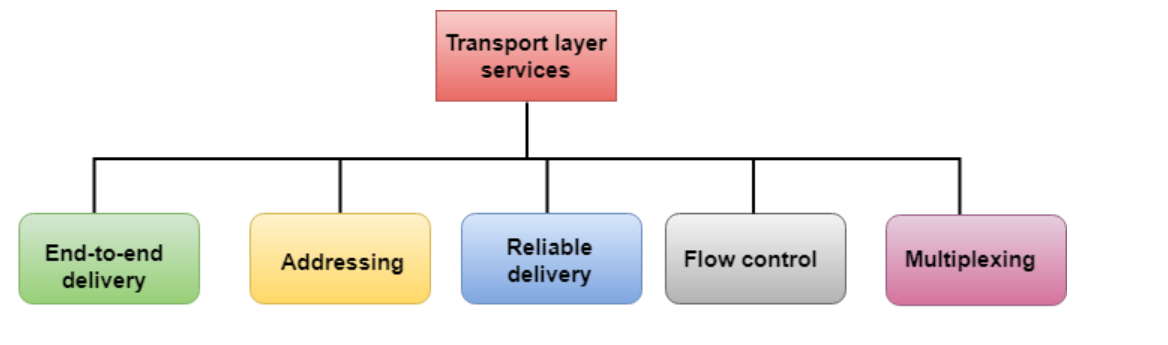 Transport layer
services
End-to-end
delivery
Addressing
Reliable
delivery
Flow control
Multiplexing